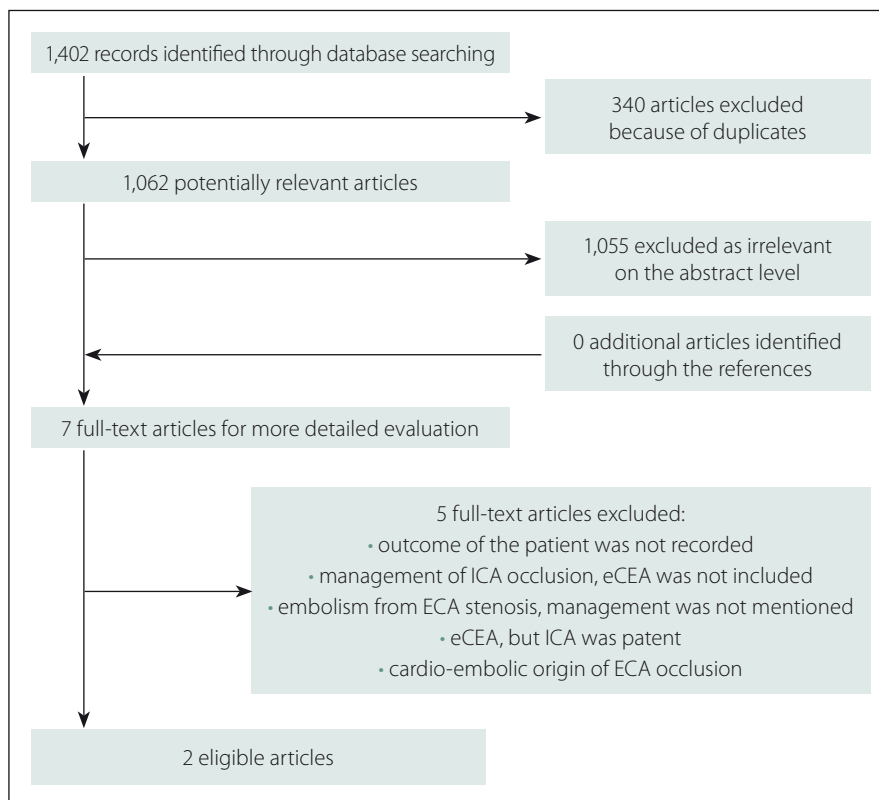 1,402 records identified through database searching
340 articles excluded
because of duplicates
1,062 potentially relevant articles
1,055 excluded as irrelevant
on the abstract level
0 additional articles identified
through the references
7 full-text articles for more detailed evaluation
5 full-text articles excluded:
• outcome of the patient was not recorded
• management of ICA occlusion, eCEA was not included
• embolism from ECA stenosis, management was not mentioned
• eCEA, but ICA was patent
• cardio-embolic origin of ECA occlusion
2 eligible articles